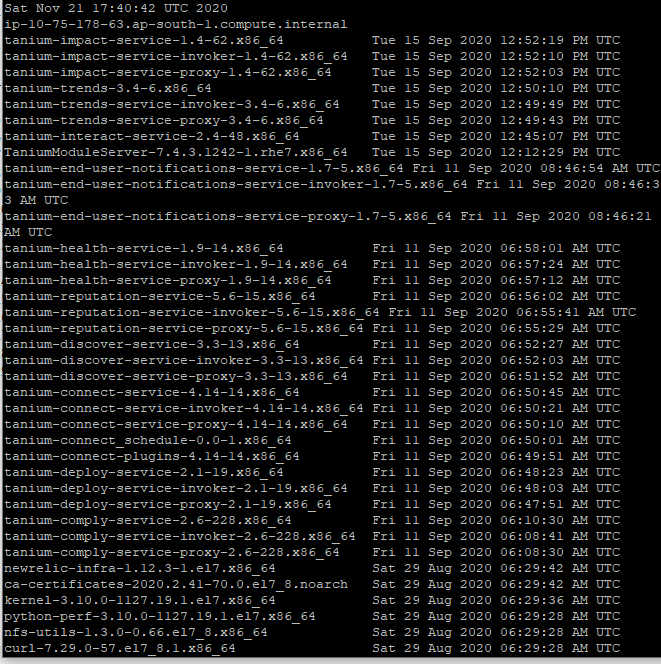 Sat Nov 21 17:40:42 UTC 2020
ip-10-75-178-63.ap-south-1.compute.internal
tanium-impact-service-1.4-62.x86_64 Tue 15 Sep 2020 12:52:19 PM UTC
tanium-impact-service-invoker-1.4-62.x86_64 Tue 15 Sep 2020 12:52:10 PM UTC
tanium-impact-service-proxy-1.4-62.x86_64 Tue 15 Sep 2020 12:52:03 PM UTC
tanium-trends-3.4-6.x86_64 Tue 15 Sep 2020 12:50:10 PM UTC
tanium-trends-service-invoker-3.4-6.x86_64 Tue 15 Sep 2020 12:49:49 PM UTC
tanium-trends-service-proxy-3.4-6.x86_64 Tue 15 Sep 2020 12:49:43 PM UTC
tanium-interact-service-2.4-48.x86_64 Tue 15 Sep 2020 12:45:07 PM UTC
TaniumModuleServer-7.4.3.1242-1.rhe7.x86_64 Tue 15 Sep 2020 12:12:29 PM UTC
tanium-end-user-notifications-service-1.7-5.x86_64 Fri 11 Sep 2020 08:46:54 AM UTC
tanium-end-user-notifications-service-invoker-1.7-5.x86_64 Fri 11 Sep 2020 08:46:3
3 AM UTC
tanium-end-user-notifications-service-proxy-1.7-5.x86_64 Fri 11 Sep 2020 08:46:21
AM UTC
tanium-health-service-1.9-14.x86_64 Fri 11 Sep 2020 06:58:01 AM UTC
tanium-health-service-invoker-1.9-14.x86_64 Fri 11 Sep 2020 06:57:24 AM UTC
tanium-health-service-proxy-1.9-14.x86_64 Fri 11 Sep 2020 06:57:12 AM UTC
tanium-reputation-service-5.6-15.x86_64 Fri 11 Sep 2020 06:56:02 AM UTC
tanium-reputation-service-invoker-5.6-15.x86_64 Fri 11 Sep 2020 06:55:41 AM UTC
tanium-reputation-service-proxy-5.6-15.x86_64 Fri 11 Sep 2020 06:55:29 AM UTC
tanium-discover-service-3.3-13.x86_64 Fri 11 Sep 2020 06:52:27 AM UTC
tanium-discover-service-invoker-3.3-13.x86_64 Fri 11 Sep 2020 06:52:03 AM UTC
tanium-discover-service-proxy-3.3-13.x86_64 Fri 11 Sep 2020 06:51:52 AM UTC
tanium-connect-service-4.14-14.x86_64 Fri 11 Sep 2020 06:50:45 AM UTC
tanium-connect-service-invoker-4.14-14.x86_64 Fri 11 Sep 2020 06:50:21 AM UTC
tanium-connect-service-proxy-4.14-14.x86_64 Fri 11 Sep 2020 06:50:10 AM UTC
tanium-connect_schedule-0.0-1.x86_64 Fri 11 Sep 2020 06:50:01 AM UTC
tanium-connect-plugins-4.14-14.x86_64 Fri 11 Sep 2020 06:49:51 AM UTC
tanium-deploy-service-2.1-19.x86_64 Fri 11 Sep 2020 06:48:23 AM UTC
tanium-deploy-service-invoker-2.1-19.x86_64 Fri 11 Sep 2020 06:48:03 AM UTC
tanium-deploy-service-proxy-2.1-19.x86_64 Fri 11 Sep 2020 06:47:51 AM UTC
tanium-comply-service-2.6-228.x86_64 Fri 11 Sep 2020 06:10:30 AM UTC
tanium-comply-service-invoker-2.6-228.x86_64 Fri 11 Sep 2020 06:08:41 AM UTC
tanium-comply-service-proxy-2.6-228.x86_64 Fri 11 Sep 2020 06:08:30 AM UTC
newrelic-infra-1.12.3-1.el7.x86_64 Sat 29 Aug 2020 06:29:42 AM UTC
ca-certificates-2020.2.41-70.0.el7_8.noarch Sat 29 Aug 2020 06:29:42 AM UTC
kernel-3.10.0-1127.19.1.el7.x86_64 Sat 29 Aug 2020 06:29:36 AM UTC
python-perf-3.10.0-1127.19.1.el7.x86_64 Sat 29 Aug 2020 06:29:28 AM UTC
nfs-utils-1.3.0-0.66.el7_8.x86_64 Sat 29 Aug 2020 06:29:28 AM UTC
curl-7.29.0-57.el7_8.1.x86_64 Sat 29 Aug 2020 06:29:28 AM UTC